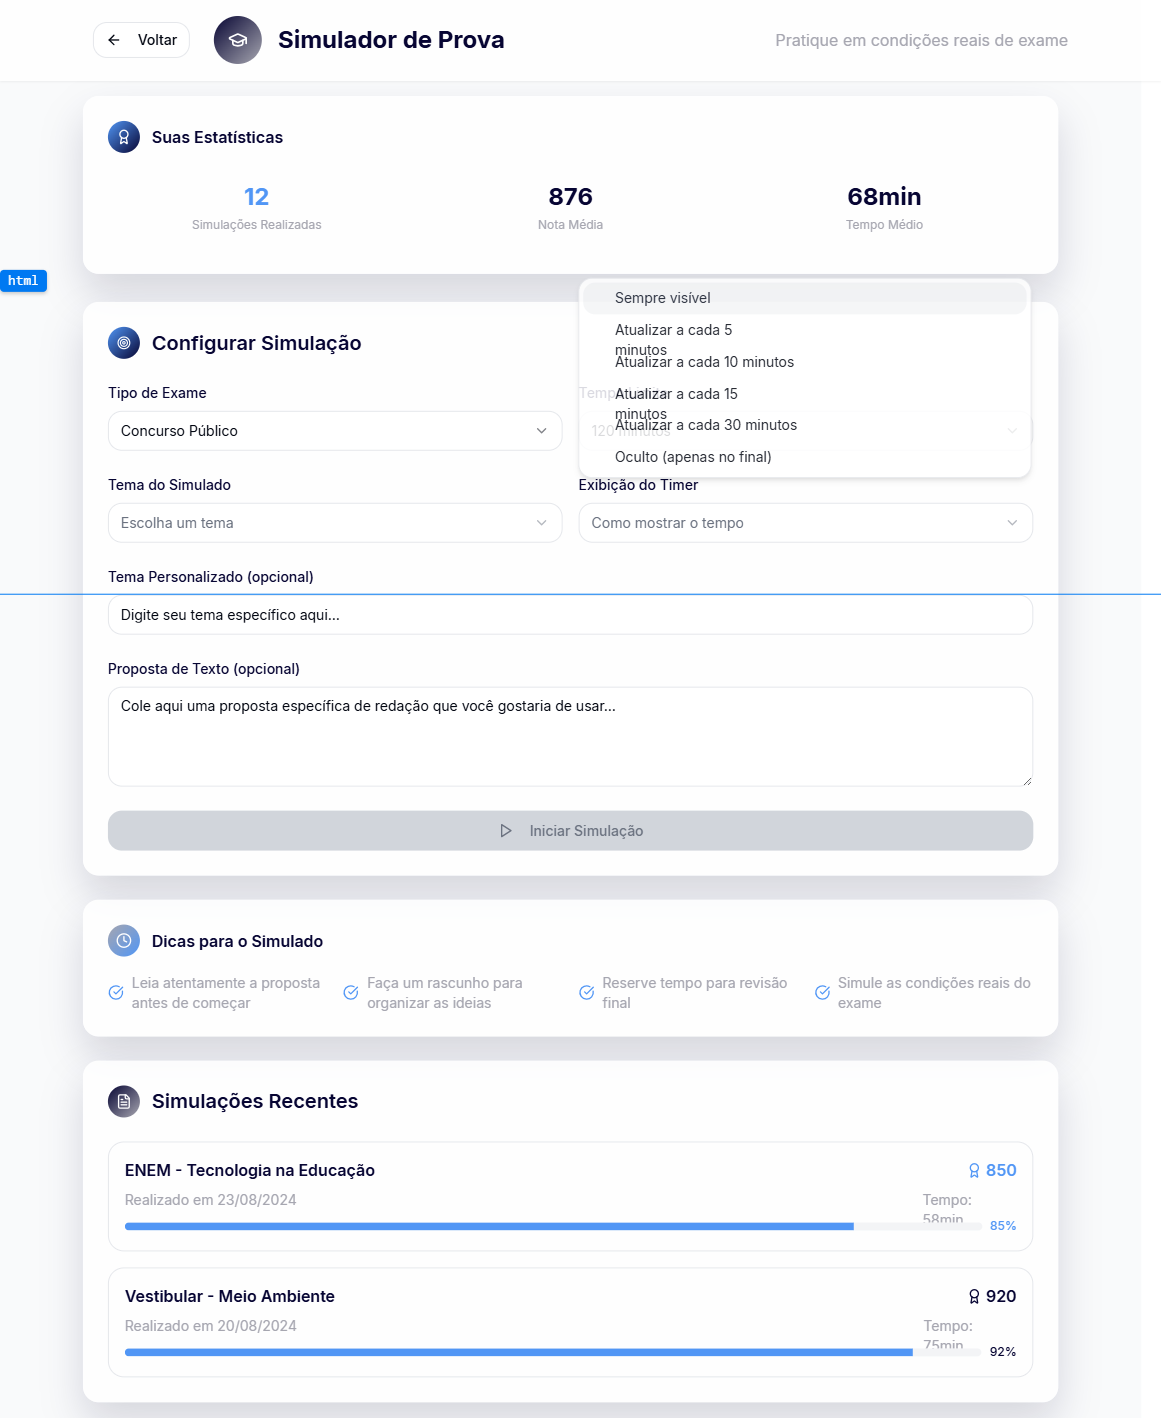 Voltar
Simulador de Prova
Pratique em condições reais de exame
Suas Estatísticas
12
Simulações Realizadas
876
Nota Média
68min
Tempo Médio
html
Configurar Simulação
Tipo de Exame
Concurso Público
Sempre visível
Atualizar a cada 5
minutos
Atualizar a cada 10 minutos
Atualizar a cada 15
minutos
Atualizar a cada 30 minutos
Oculto (apenas no final)
120 minutos
Tema do Simulado
Escolha um tema
Exibição do Timer
Como mostrar o tempo
Tema Personalizado (opcional)
Digite seu tema específico aqui...
Proposta de Texto (opcional)
Cole aqui uma proposta específica de redação que você gostaria de usar...
Iniciar Simulação
Dicas para o Simulado
Leia atentamente a proposta
antes de começar
Faça um rascunho para
organizar as ideias
Reserve tempo para revisão
final
Simule as condições reais do
exame
Simulações Recentes
ENEM - Tecnologia na Educação
850
Realizado em 23/08/2024
Tempo:
58min
85%
Vestibular - Meio Ambiente
920
Realizado em 20/08/2024
Tempo:
75min
92%